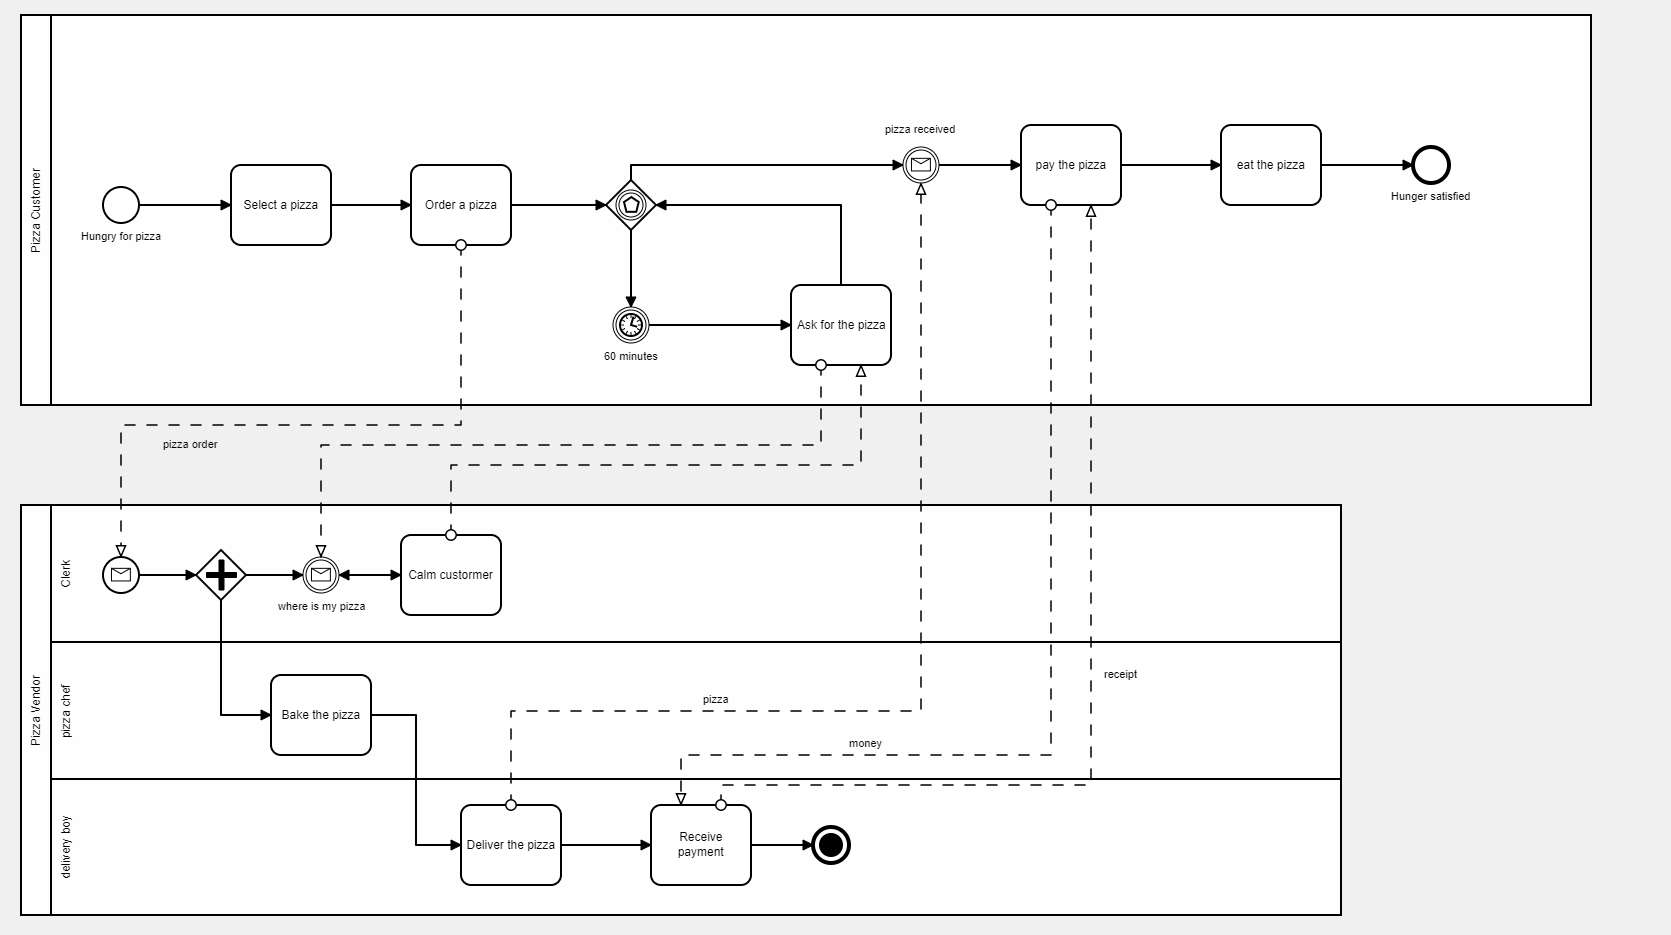 Pizza Customer
Hungry for pizza
Select a pizza
Order a pizza
60 minutes
Ask for the pizza
pizza received
pay the pizza
eat the pizza
Hunger satisfied
pizza order
Pizza Vendor
Clerk
where is my pizza
Calm custormer
pizza chef
Bake the pizza
pizza
money
receipt
delivery boy
Deliver the pizza
Receive
payment